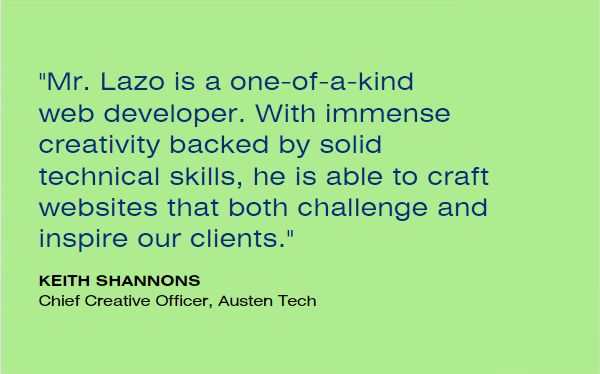 "Mr. Lazo is a one-of-a-kind
web developer. With immense
creativity backed by solid
technical skills, he is able to craft
websites that both challenge and
inspire our clients."
KEITH SHANNONS
Chief Creative Officer, Austen Tech